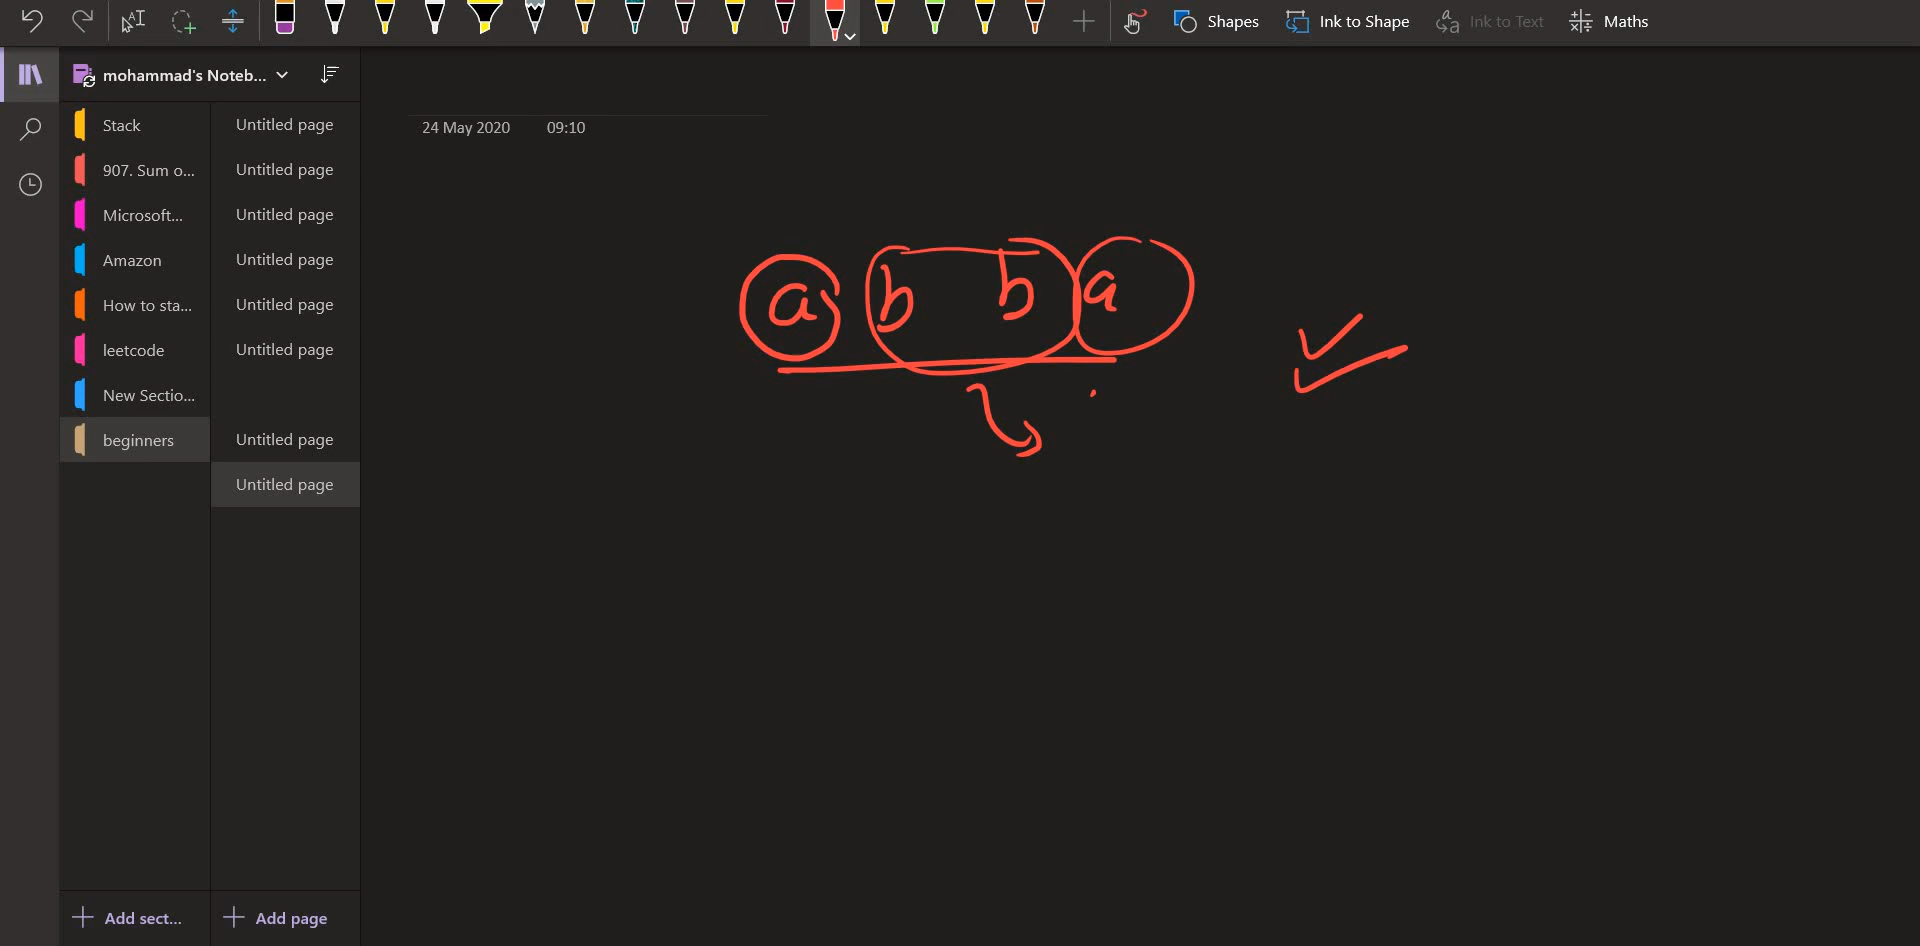 Shapes Ink to Shape Ink to Text Maths
mohammad's Noteb...
Stack Untitled page
907. Sum o... Untitled page
Microsoft... Untitled page
Amazon Untitled page
How to sta... Untitled page
leetcode Untitled page
New Sectio...
beginners Untitled page
Untitled page
Add sect... Add page
24 May 2020 09:10
a b b a